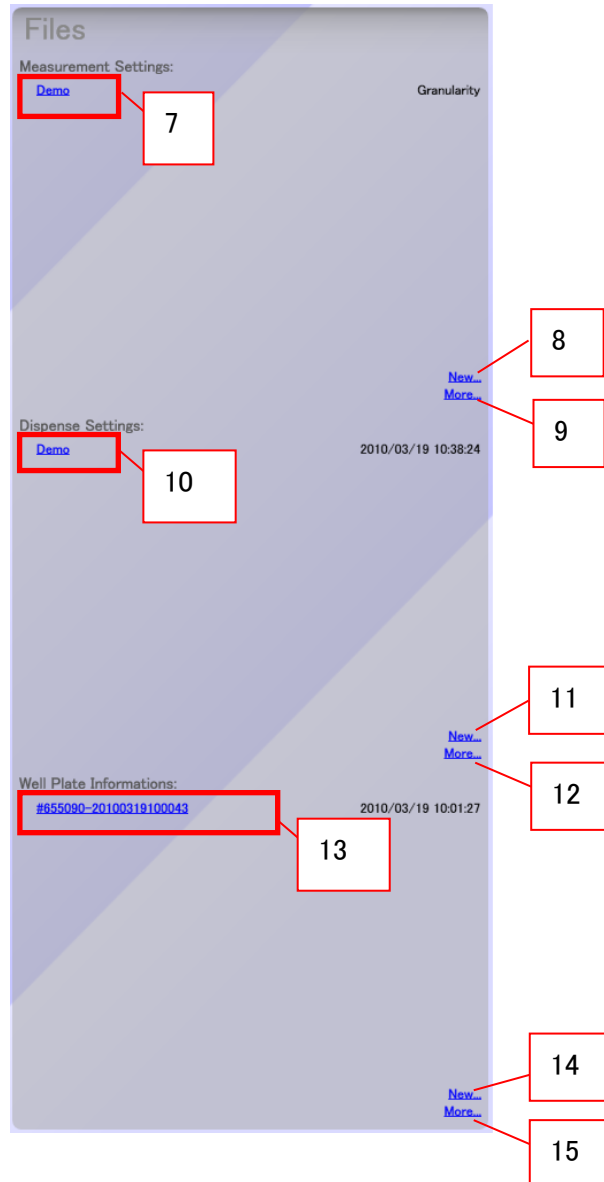 Files
Measurement Settings:
Demo Granularity
7
8
New...
More...
9
Dispense Settings:
Demo 2010/03/19 10:38:24
10
11
New...
More...
12
Well Plate Informations:
#655090-20100319100043 2010/03/19 10:01:27
13
14
New...
More...
15